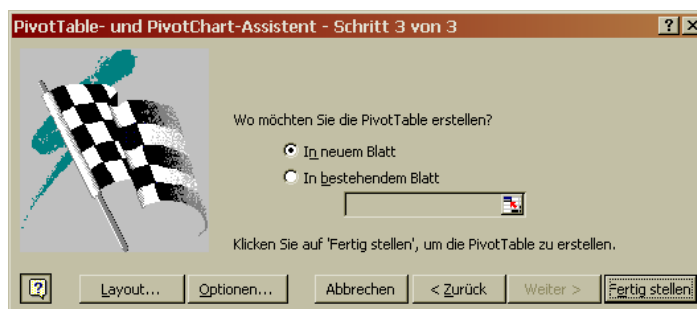 PivotTable- und PivotChart-Assistent - Schritt 3 von 3
Wo möchten Sie die PivotTable erstellen?
In neuem Blatt
In bestehendem Blatt
Klicken Sie auf 'Fertig stellen', um die PivotTable zu erstellen.
Layout... Optionen... Abbrechen < Zurück Weiter > Fertig stellen